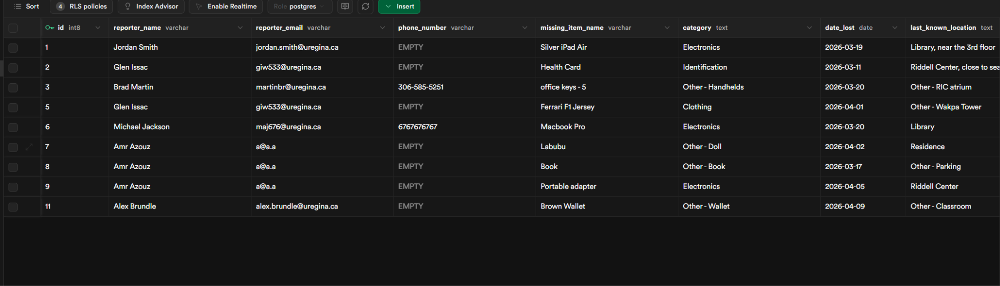 Sort 4 RLS policies Index Advisor Enable Realtime Role postgres Insert
id int8 reporter_name varchar reporter_email varchar phone_number varchar missing_item_name varchar category text date_lost date last_known_location text
1 Jordan Smith jordan.smith@uregina.ca EMPTY Silver iPad Air Electronics 2026-03-19 Library, near the 3rd floor
2 Glen Issac giw533@uregina.ca EMPTY Health Card Identification 2026-03-11 Riddell Center, close to sea
3 Brad Martin martinbr@uregina.ca 306-585-5251 office keys - 5 Other - Handhelds 2026-03-20 Other - RIC atrium
5 Glen Issac giw533@uregina.ca EMPTY Ferrari F1 Jersey Clothing 2026-04-01 Other - Wakpa Tower
6 Michael Jackson maj676@uregina.ca 6767676767 Macbook Pro Electronics 2026-03-20 Library
7 Amr Azouz a@a.a EMPTY Labubu Other - Doll 2026-04-02 Residence
8 Amr Azouz a@a.a EMPTY Book Other - Book 2026-03-17 Other - Parking
9 Amr Azouz a@a.a EMPTY Portable adapter Electronics 2026-04-05 Riddell Center
11 Alex Brundle alex.brundle@uregina.ca EMPTY Brown Wallet Other - Wallet 2026-04-09 Other - Classroom